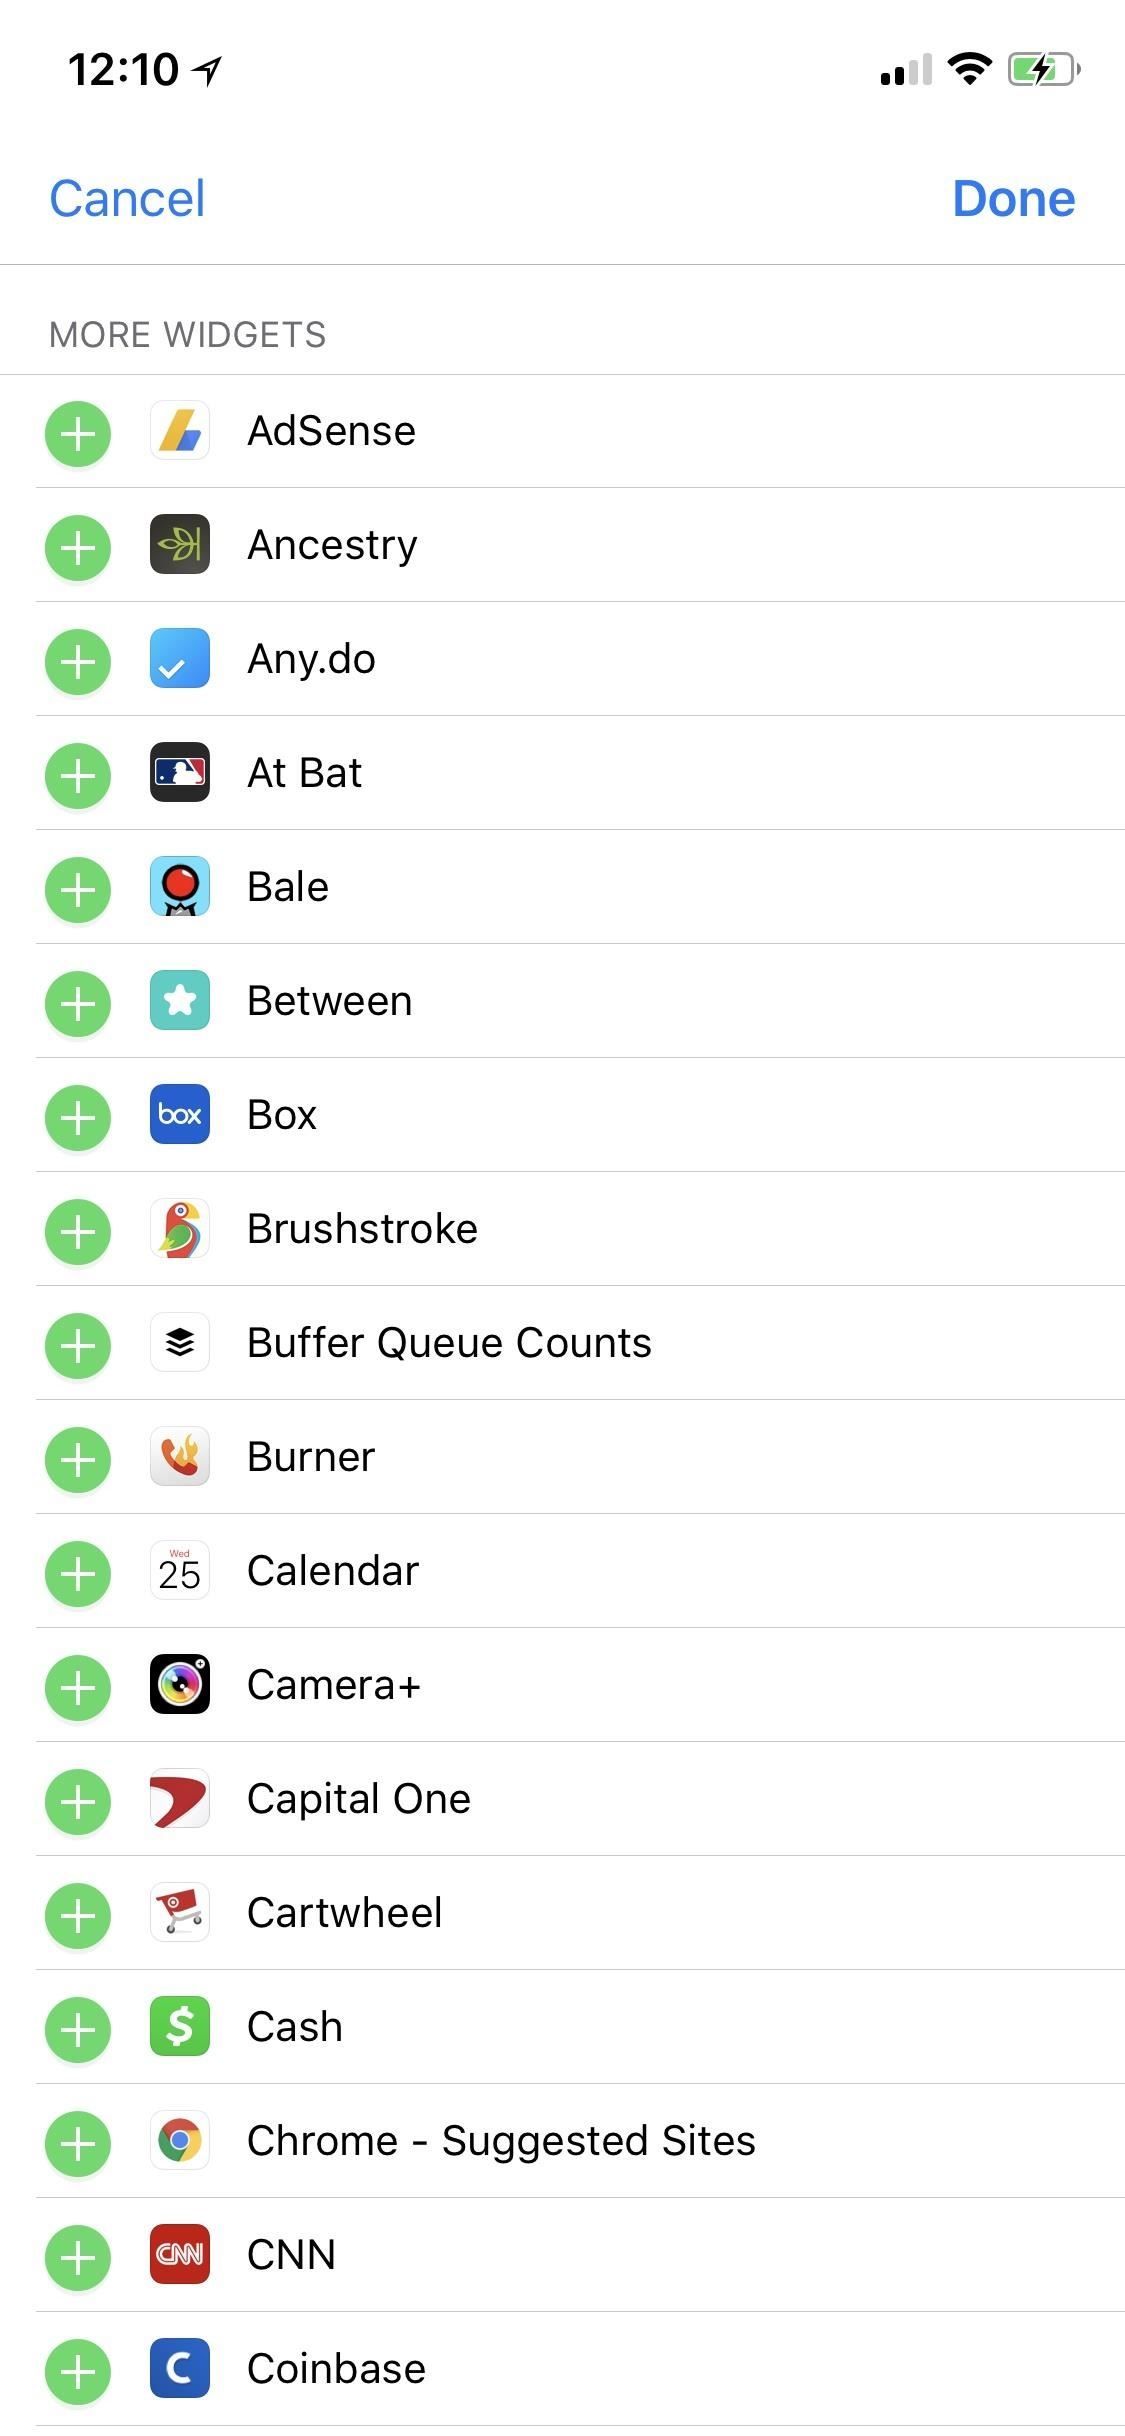 12:10
Cancel Done
MORE WIDGETS
AdSense
Ancestry
Any.do
At Bat
Bale
Between
box Box
Brushstroke
Buffer Queue Counts
Burner
Wed
25 Calendar
Camera+
Capital One
Cartwheel
$ Cash
Chrome - Suggested Sites
CNN CNN
C Coinbase